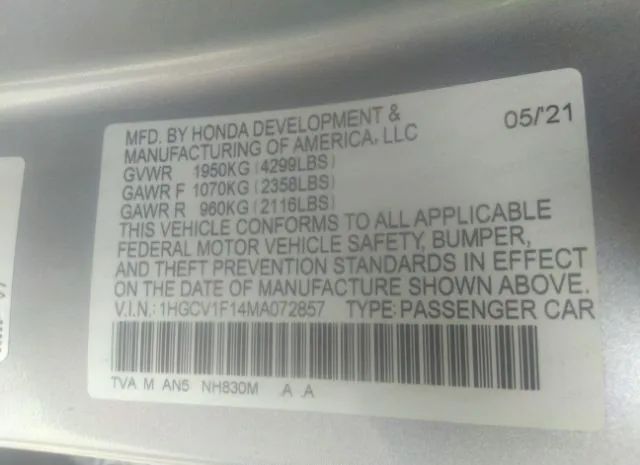 MFD. BY HONDA DEVELOPMENT & 05/'21
MANUFACTURING OF AMERICA, LLC
GVWR 1950KG (4299LBS)
GAWR F 1070KG (2358LBS)
GAWR R 960KG (2116LBS)
THIS VEHICLE CONFORMS TO ALL APPLICABLE
FEDERAL MOTOR VEHICLE SAFETY, BUMPER,
AND THEFT PREVENTION STANDARDS IN EFFECT
ON THE DATE OF MANUFACTURE SHOWN ABOVE.
V.I.N.: 1HGCV1F14MA072857 TYPE: PASSENGER CAR
TVA M AN5 NH830M A A